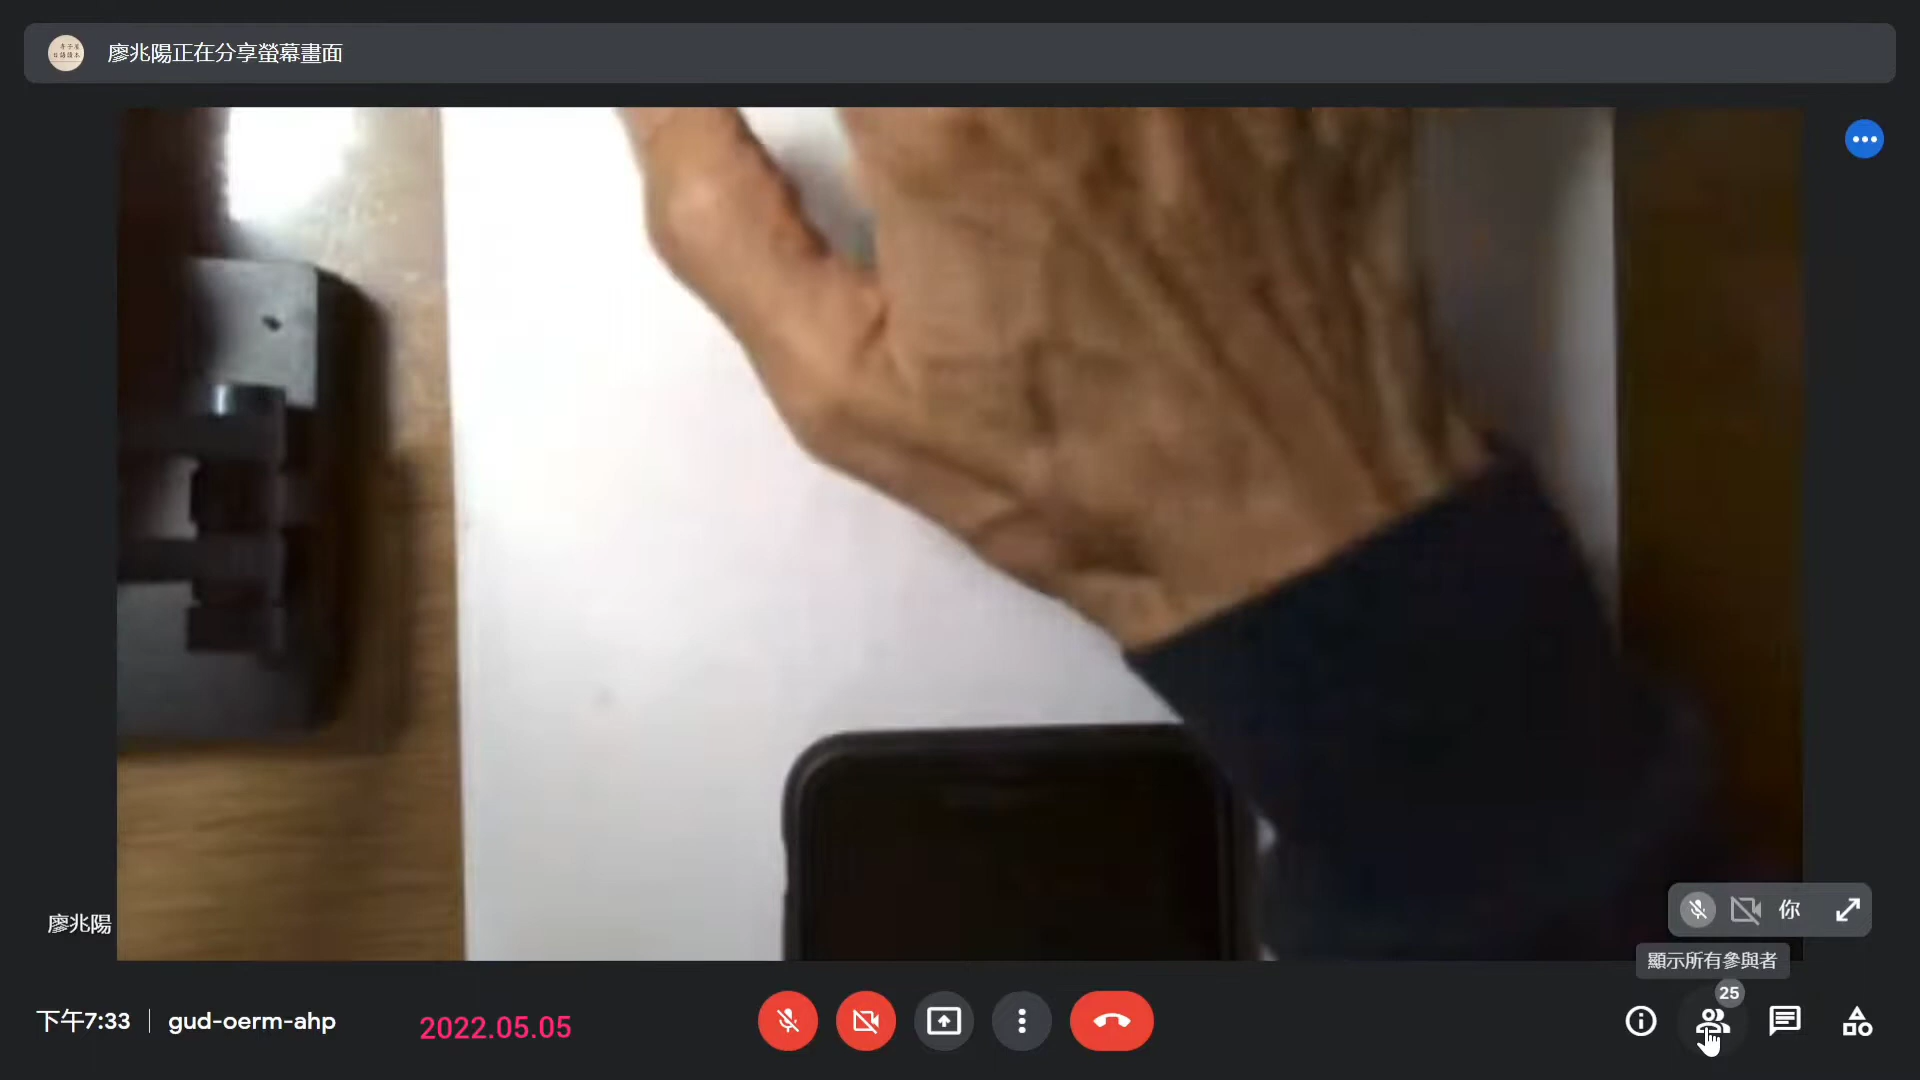 廖兆陽正在分享螢幕畫面
廖兆陽
你
顯示所有參與者
25
下午7:33
gud-oerm-ahp
2022.05.05